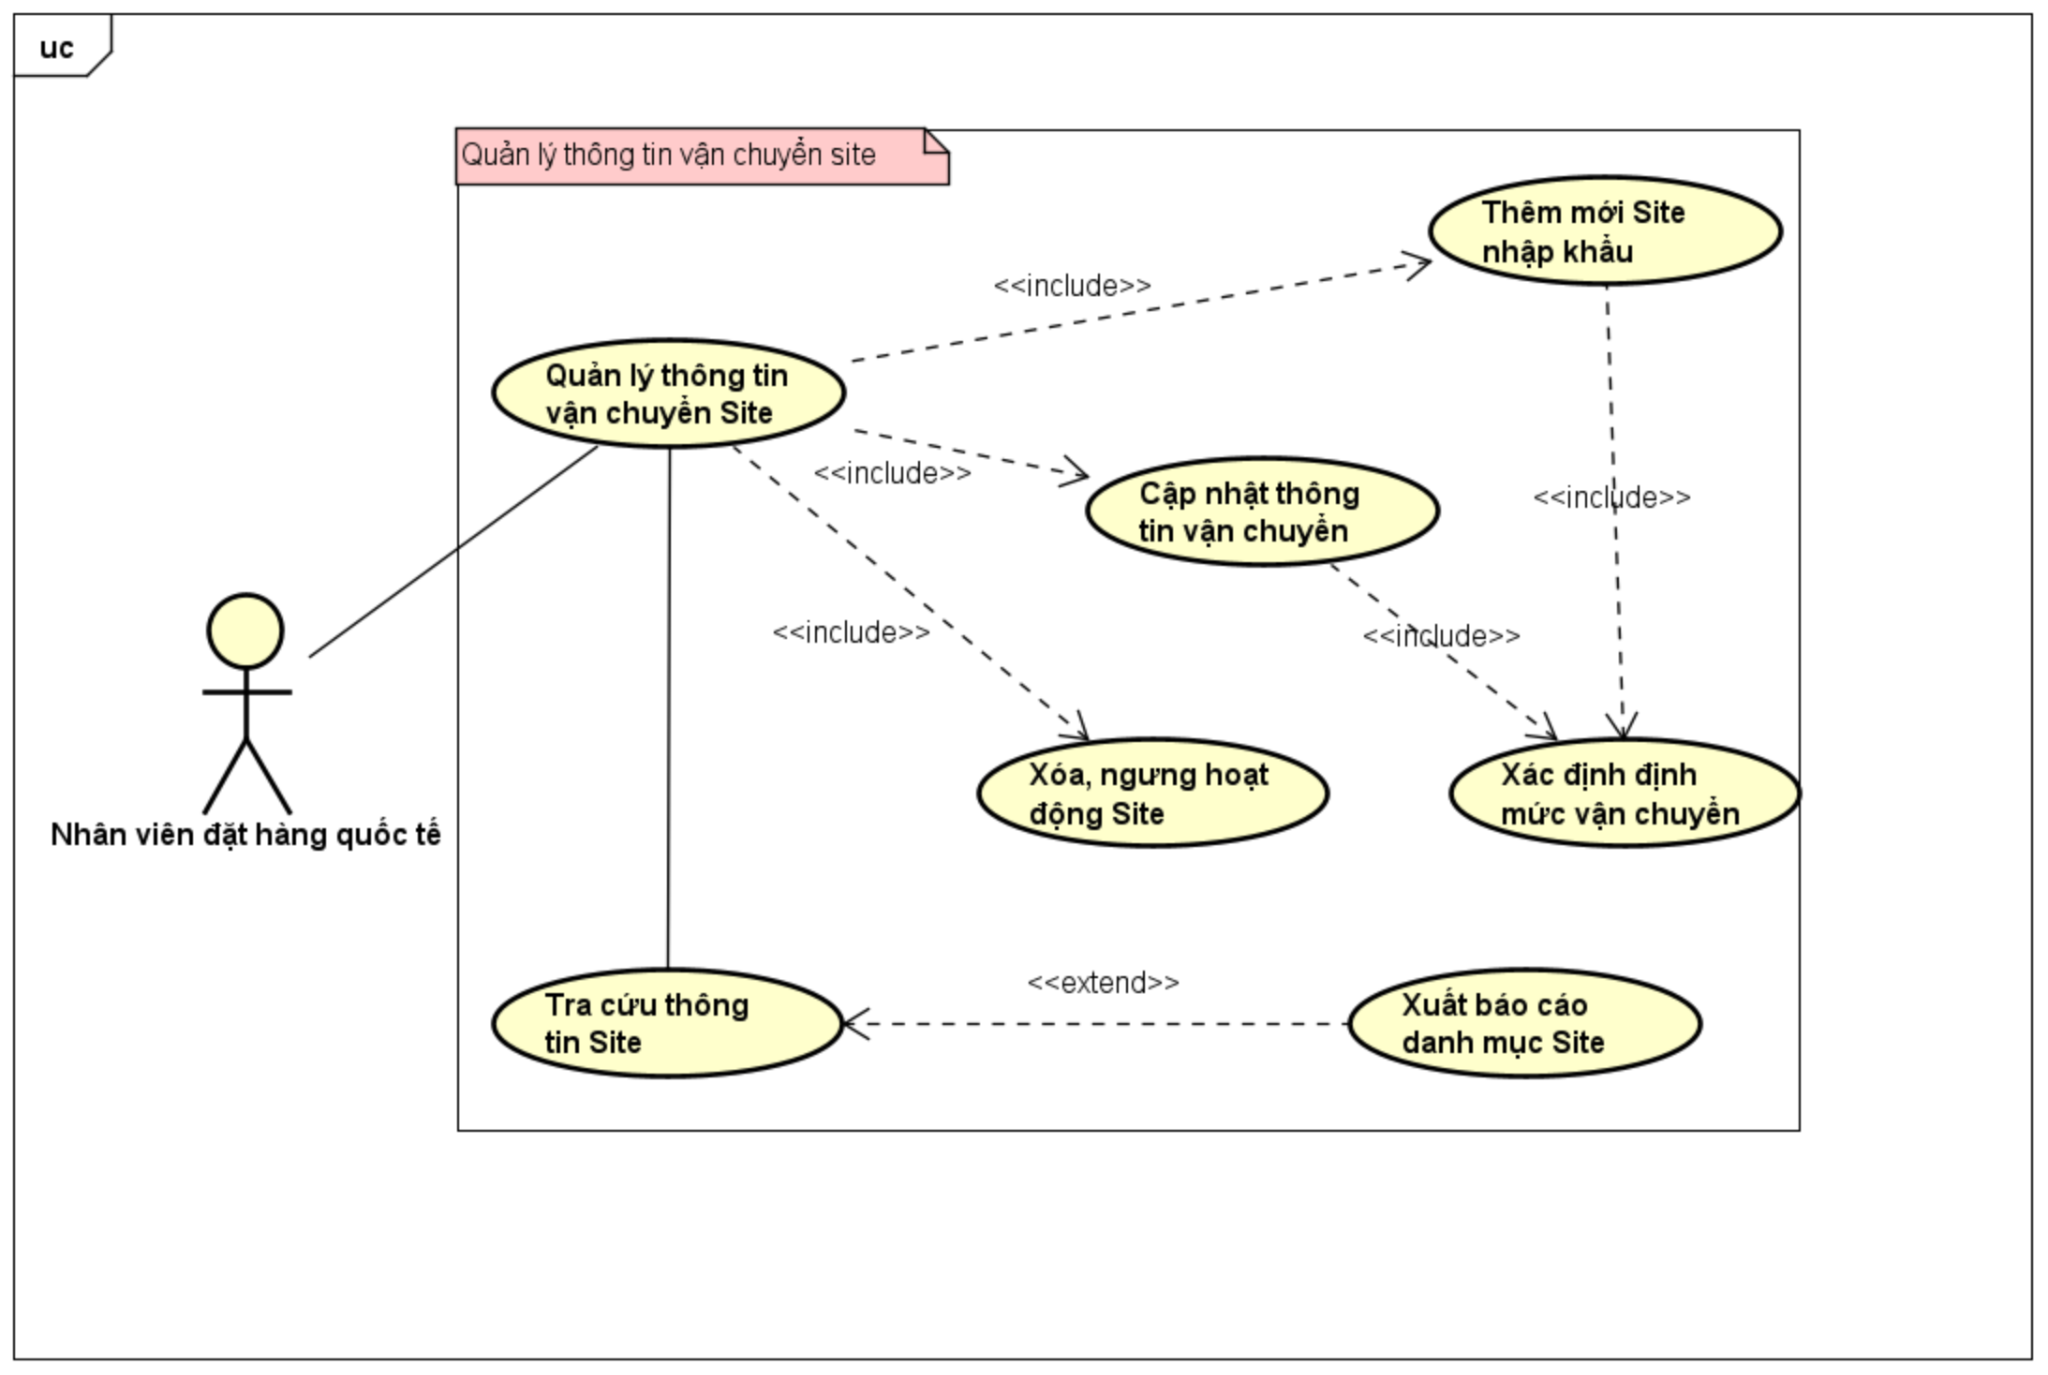 uc
Quản lý thông tin vận chuyển site
Thêm mới Site
nhập khẩu
<<include>>
Quản lý thông tin
vận chuyển Site
<<include>>
Cập nhật thông
tin vận chuyển
<<include>>
<<include>>
<<include>>
Xóa, ngưng hoạt
động Site
Xác định định
mức vận chuyển
Nhân viên đặt hàng quốc tế
<<extend>>
Tra cứu thông
tin Site
Xuất báo cáo
danh mục Site